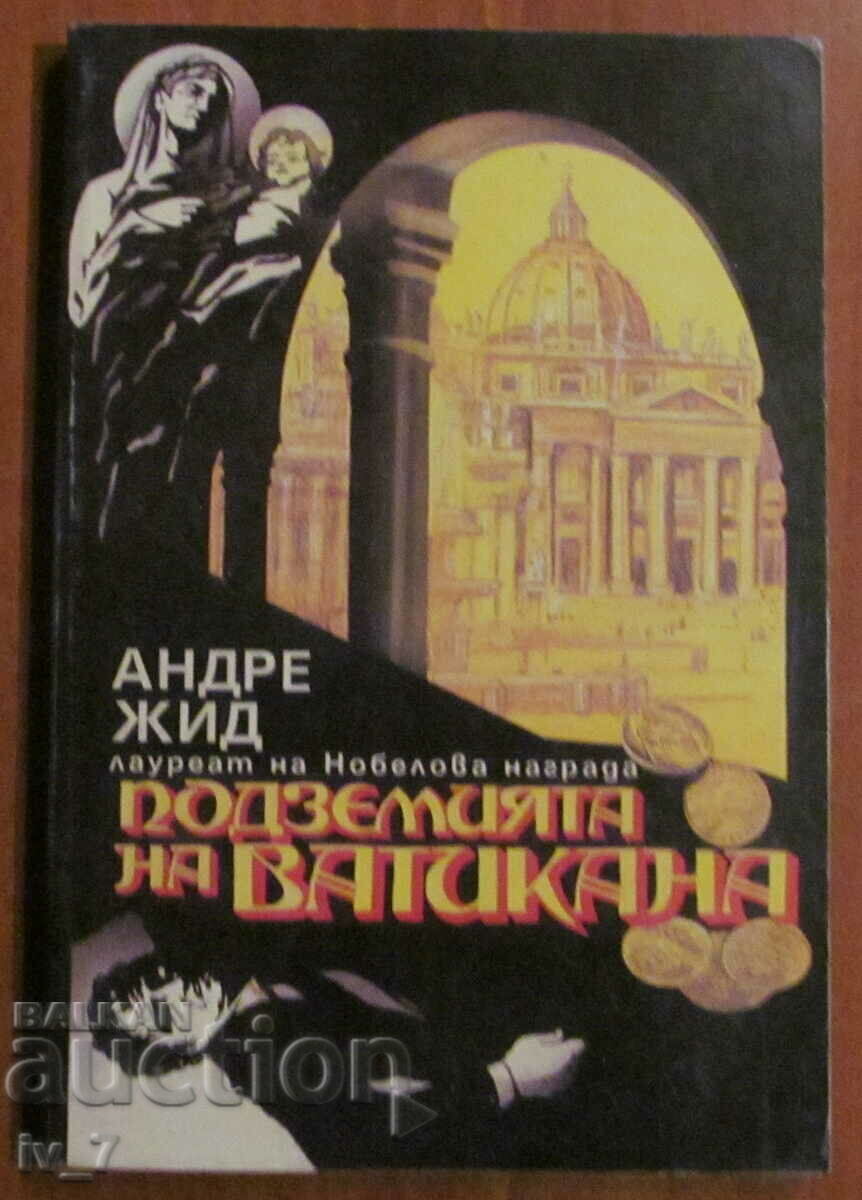 АНДРЕ
ЖИД
лауреат на Нобелова награда
ПОДЗЕМИЯТА
НА ВАТИКАНА
BALKAN
auction
iv_7